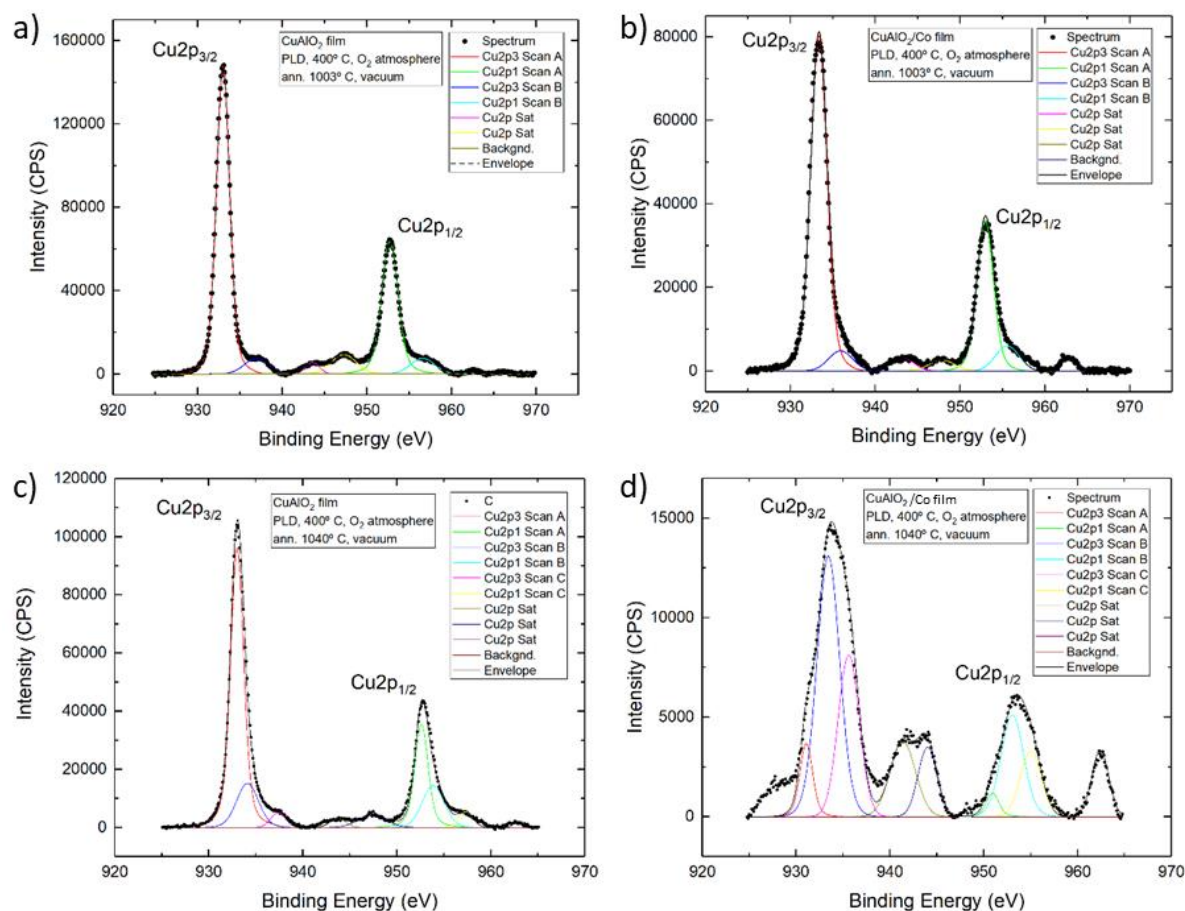 a)
CuAlO₂ film
PLD, 400º C, O₂ atmosphere
ann. 1003º C, vacuum
Cu2p₃/₂
Cu2p₁/₂
Spectrum
Cu2p3 Scan A
Cu2p1 Scan A
Cu2p3 Scan B
Cu2p1 Scan B
Cu2p Sat
Cu2p Sat
Backgnd.
Envelope
Intensity (CPS)
160000
120000
80000
40000
0
920 930 940 950 960 970
Binding Energy (eV)
b)
CuAlO₂/Co film
PLD, 400º C, O₂ atmosphere
ann. 1003º C, vacuum
Cu2p₃/₂
Cu2p₁/₂
Spectrum
Cu2p3 Scan A
Cu2p1 Scan A
Cu2p3 Scan B
Cu2p1 Scan B
Cu2p Sat
Cu2p Sat
Cu2p Sat
Backgnd.
Envelope
Intensity (CPS)
80000
60000
40000
20000
0
920 930 940 950 960 970
Binding Energy (eV)
c)
CuAlO₂ film
PLD, 400º C, O₂ atmosphere
ann. 1040º C, vacuum
Cu2p₃/₂
Cu2p₁/₂
C
Cu2p3 Scan A
Cu2p1 Scan A
Cu2p3 Scan B
Cu2p1 Scan B
Cu2p3 Scan C
Cu2p1 Scan C
Cu2p Sat
Cu2p Sat
Cu2p Sat
Backgnd.
Envelope
Intensity (CPS)
120000
100000
80000
60000
40000
20000
0
920 930 940 950 960 970
Binding Energy (eV)
d)
CuAlO₂ /Co film
PLD, 400º C, O₂ atmosphere
ann. 1040º C, vacuum
Cu2p₃/₂
Cu2p₁/₂
Spectrum
Cu2p3 Scan A
Cu2p1 Scan A
Cu2p3 Scan B
Cu2p1 Scan B
Cu2p3 Scan C
Cu2p1 Scan C
Cu2p Sat
Cu2p Sat
Cu2p Sat
Backgnd.
Envelope
Intensity (CPS)
15000
10000
5000
0
920 930 940 950 960 970
Binding Energy (eV)